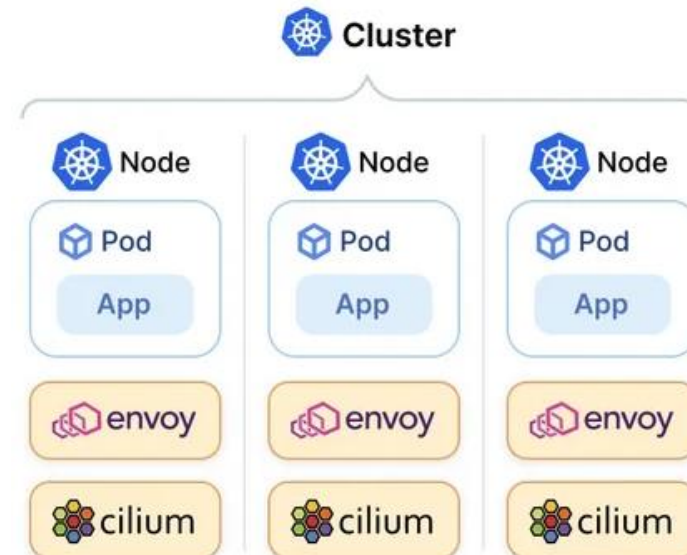 Cluster
Node Node Node
Pod Pod Pod
App App App
envoy envoy envoy
cilium cilium cilium